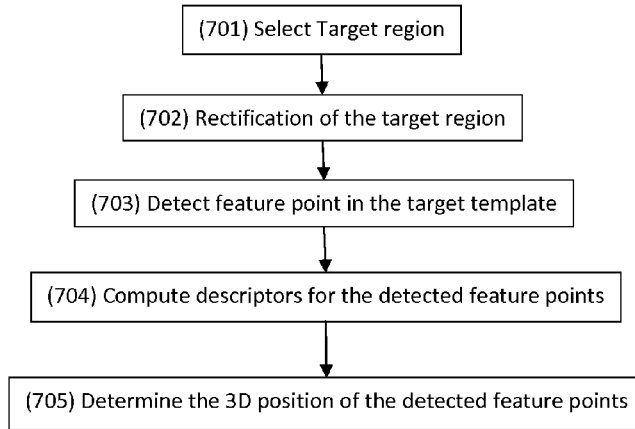 (701) Select Target region
(702) Rectification of the target region
(703) Detect feature point in the target template
(704) Compute descriptors for the detected feature points
(705) Determine the 3D position of the detected feature points